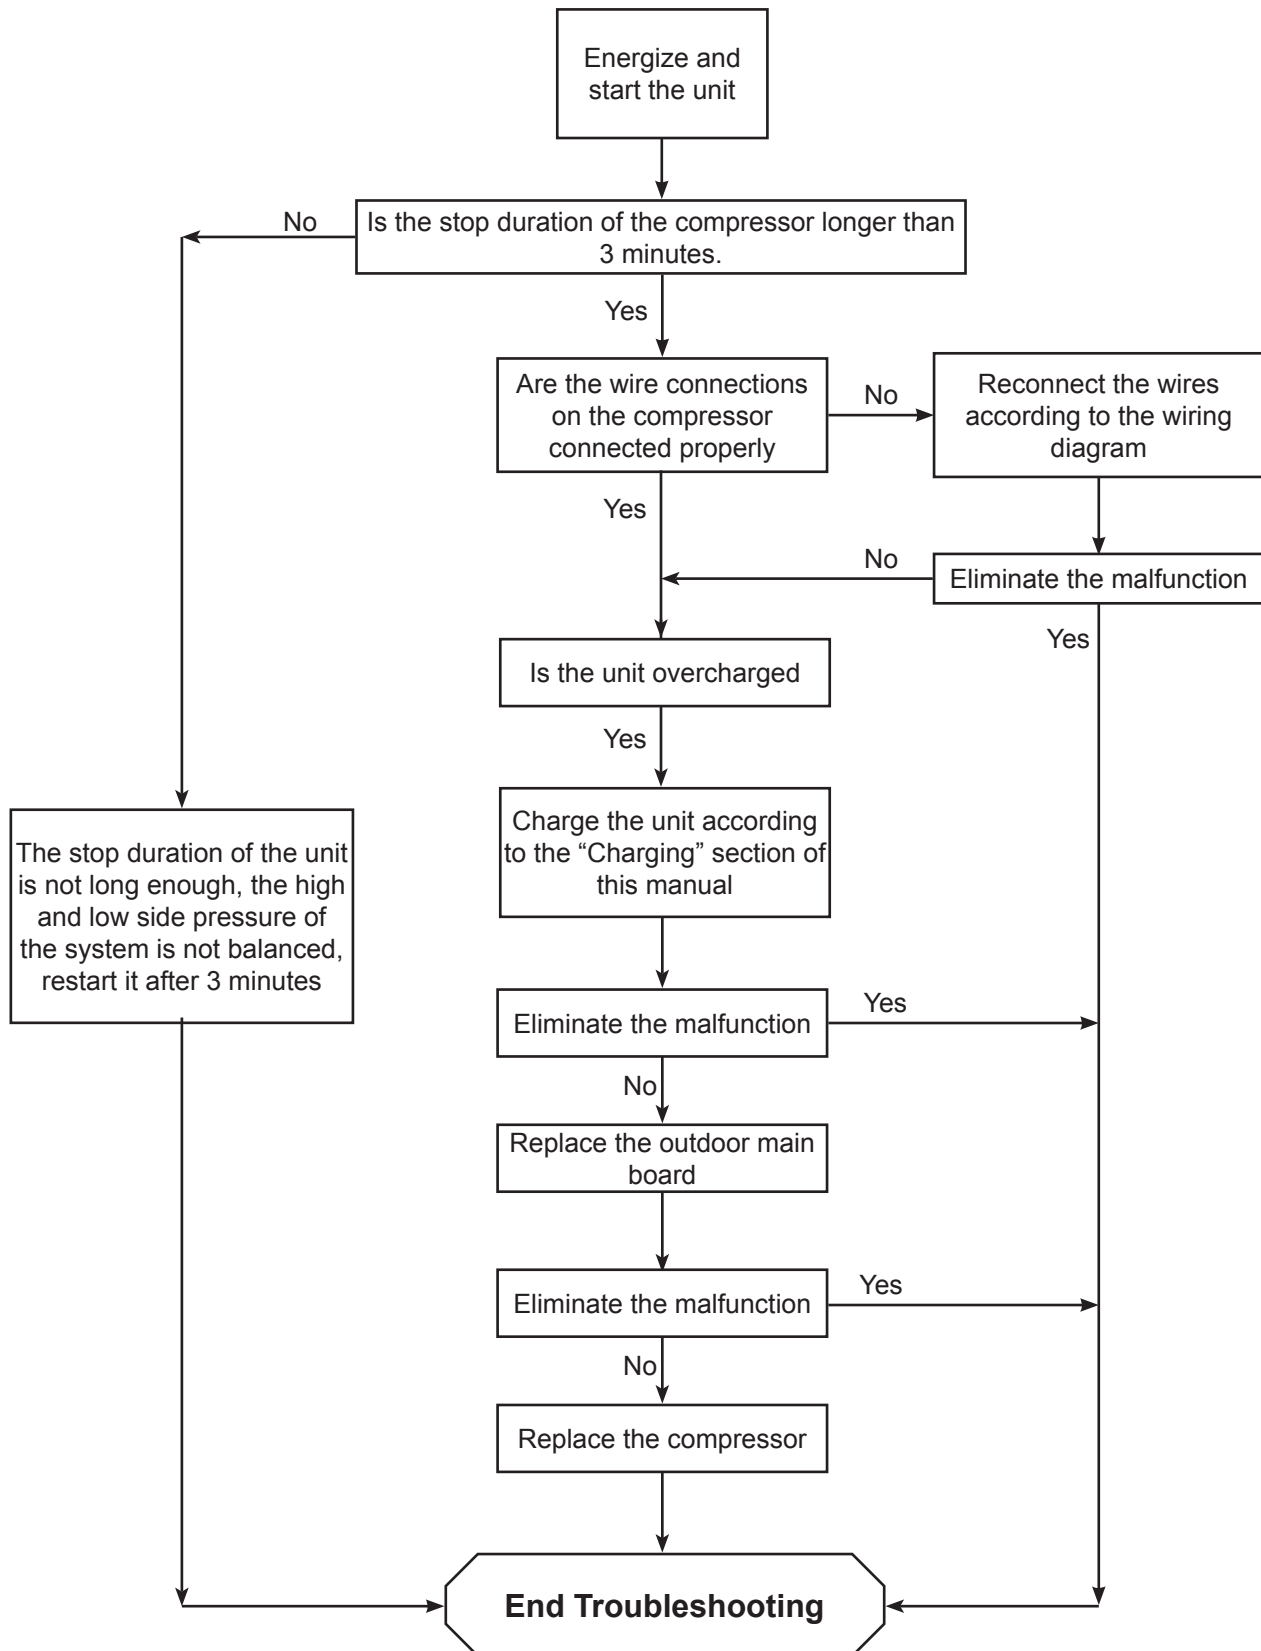 Energize and
start the unit
No
Is the stop duration of the compressor longer than
3 minutes.
Yes
Are the wire connections
on the compressor
connected properly
No
Reconnect the wires
according to the wiring
diagram
Yes
No
Eliminate the malfunction
Yes
Is the unit overcharged
Yes
Charge the unit according
to the “Charging” section of
this manual
The stop duration of the unit
is not long enough, the high
and low side pressure of
the system is not balanced,
restart it after 3 minutes
Eliminate the malfunction
Yes
No
Replace the outdoor main
board
Eliminate the malfunction
Yes
No
Replace the compressor
End Troubleshooting